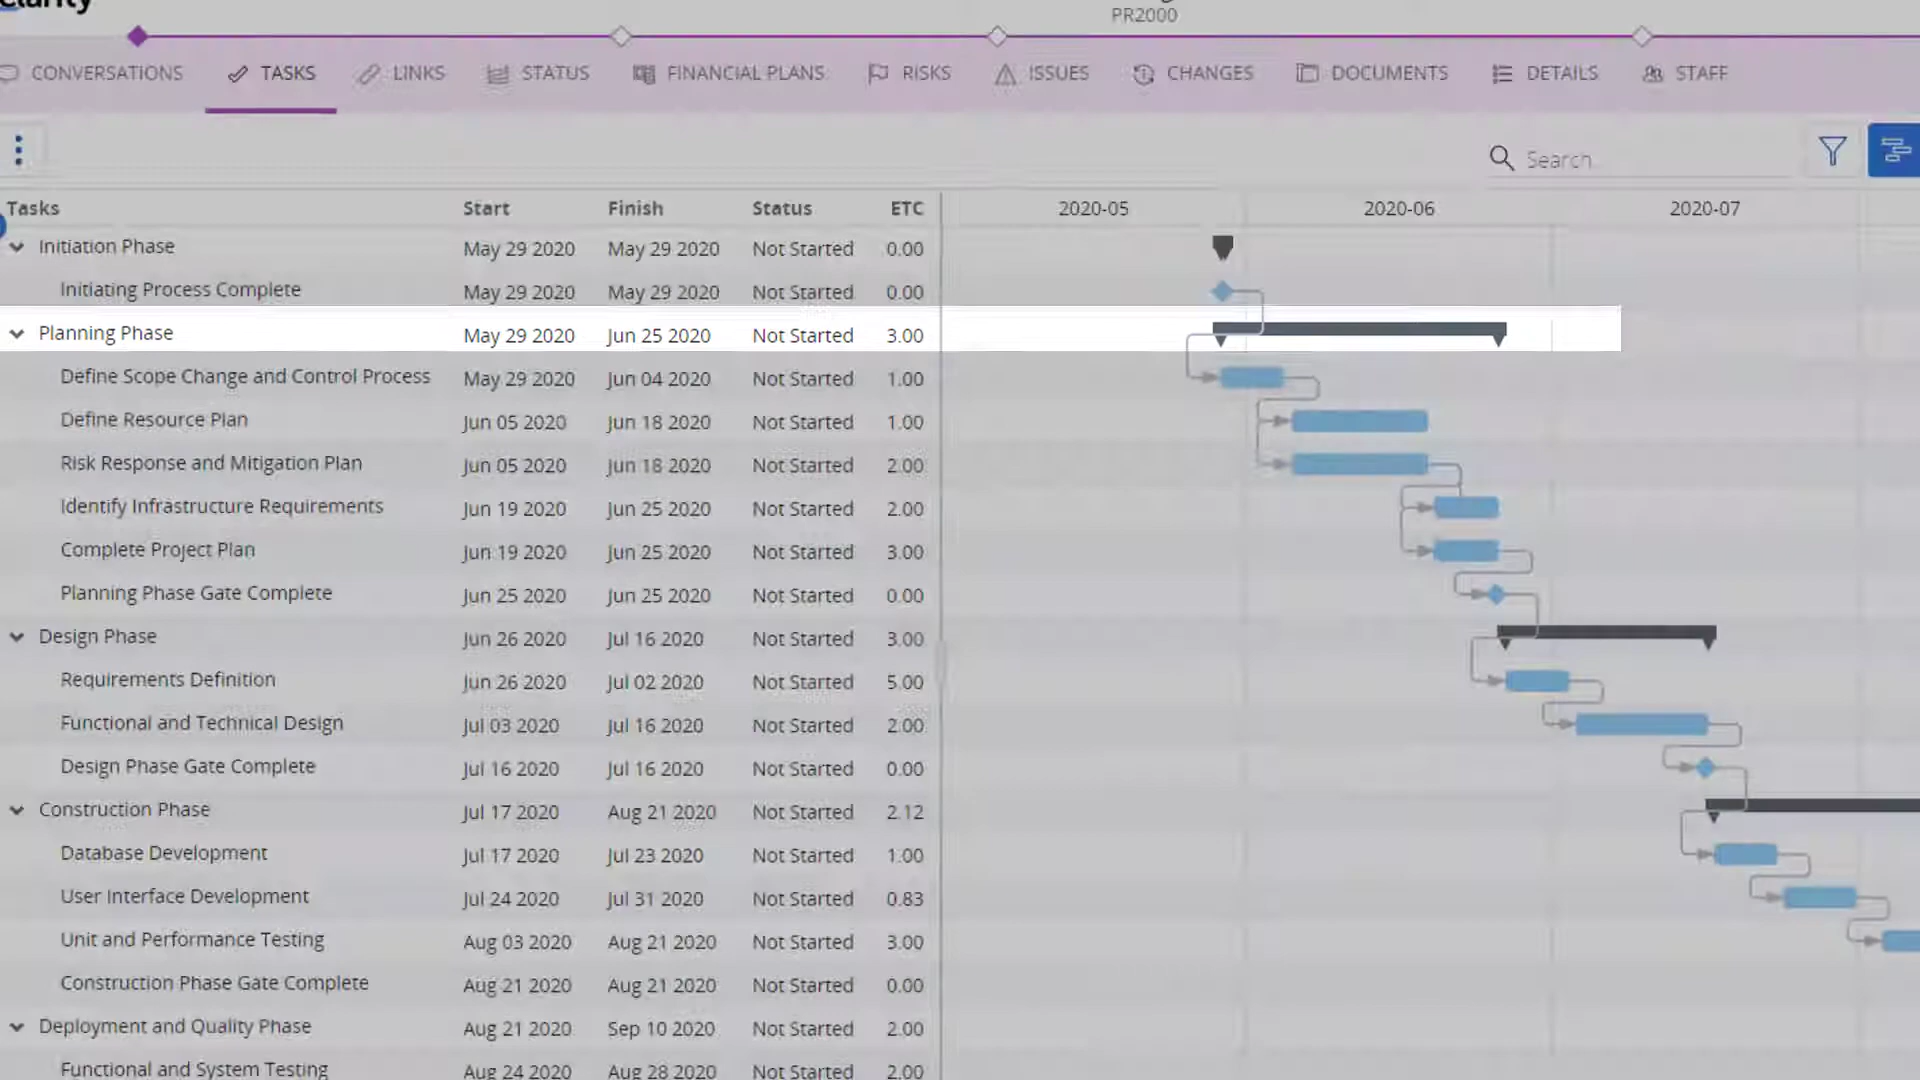 Clarity
PR2000
CONVERSATIONS TASKS LINKS STATUS FINANCIAL PLANS RISKS ISSUES CHANGES DOCUMENTS DETAILS STAFF
Search...
Tasks Start Finish Status ETC 2020-05 2020-06 2020-07
Initiation Phase May 29 2020 May 29 2020 Not Started 0.00
Initiating Process Complete May 29 2020 May 29 2020 Not Started 0.00
Planning Phase May 29 2020 Jun 25 2020 Not Started 3.00
Define Scope Change and Control Process May 29 2020 Jun 04 2020 Not Started 1.00
Define Resource Plan Jun 05 2020 Jun 18 2020 Not Started 1.00
Risk Response and Mitigation Plan Jun 05 2020 Jun 18 2020 Not Started 2.00
Identify Infrastructure Requirements Jun 19 2020 Jun 25 2020 Not Started 2.00
Complete Project Plan Jun 19 2020 Jun 25 2020 Not Started 3.00
Planning Phase Gate Complete Jun 25 2020 Jun 25 2020 Not Started 0.00
Design Phase Jun 26 2020 Jul 16 2020 Not Started 3.00
Requirements Definition Jun 26 2020 Jul 02 2020 Not Started 5.00
Functional and Technical Design Jul 03 2020 Jul 16 2020 Not Started 2.00
Design Phase Gate Complete Jul 16 2020 Jul 16 2020 Not Started 0.00
Construction Phase Jul 17 2020 Aug 21 2020 Not Started 2.12
Database Development Jul 17 2020 Jul 23 2020 Not Started 1.00
User Interface Development Jul 24 2020 Jul 31 2020 Not Started 0.83
Unit and Performance Testing Aug 03 2020 Aug 21 2020 Not Started 3.00
Construction Phase Gate Complete Aug 21 2020 Aug 21 2020 Not Started 0.00
Deployment and Quality Phase Aug 21 2020 Sep 10 2020 Not Started 2.00
Functional and System Testing Aug 24 2020 Aug 28 2020 Not Started 2.00